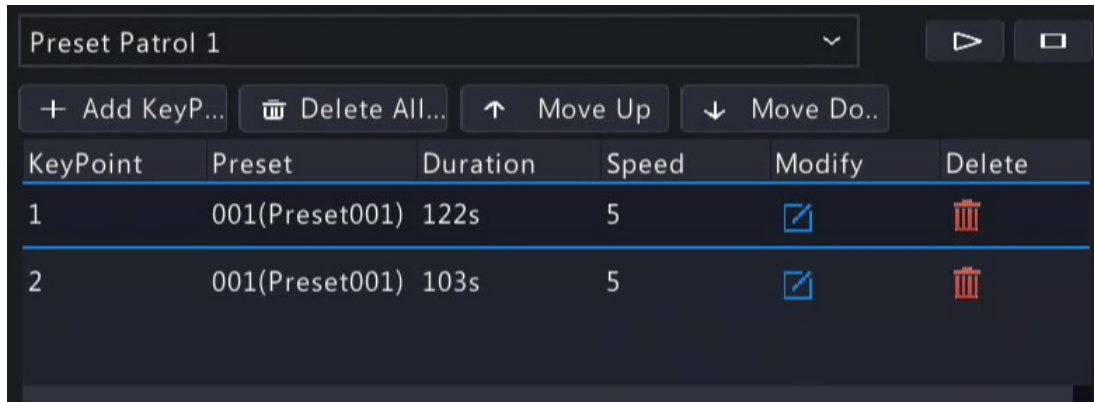 Preset Patrol 1
+ Add KeyP... Delete All... ↑ Move Up ↓ Move Do..
KeyPoint Preset Duration Speed Modify Delete
1 001(Preset001) 122s 5
2 001(Preset001) 103s 5